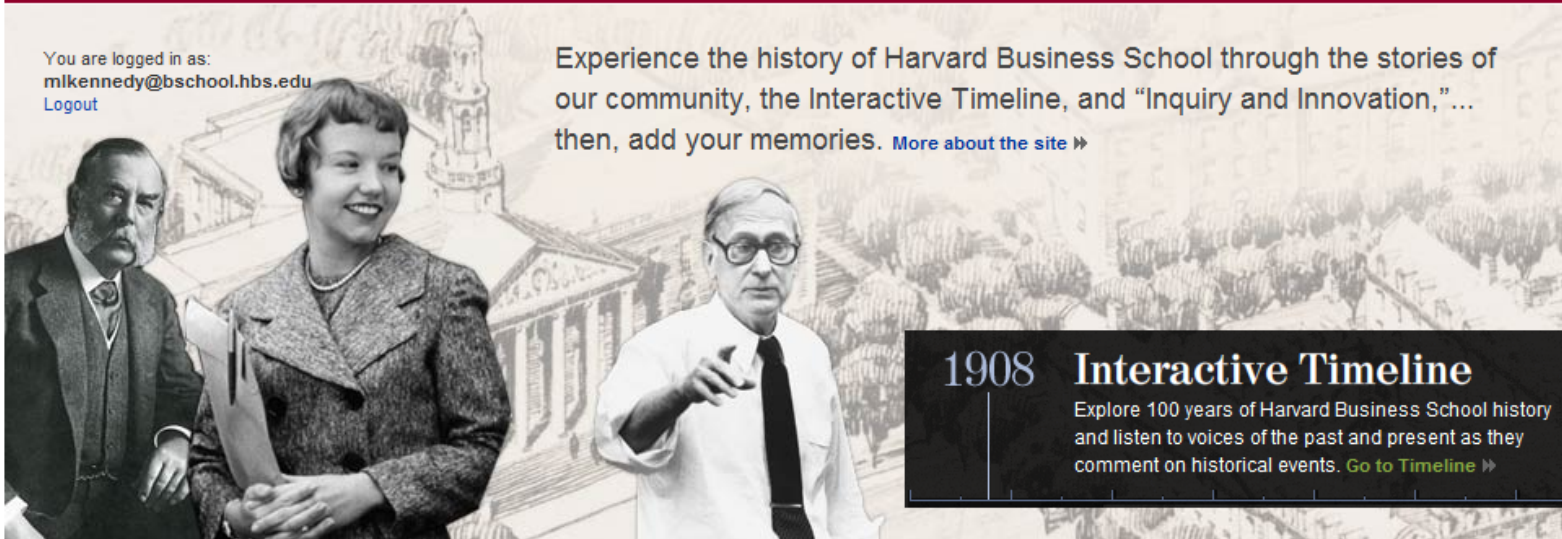 You are logged in as:
mlkennedy@bschool.hbs.edu
Logout
Experience the history of Harvard Business School through the stories of
our community, the Interactive Timeline, and “Inquiry and Innovation,”...
then, add your memories. More about the site
1908
Interactive Timeline
Explore 100 years of Harvard Business School history
and listen to voices of the past and present as they
comment on historical events. Go to Timeline